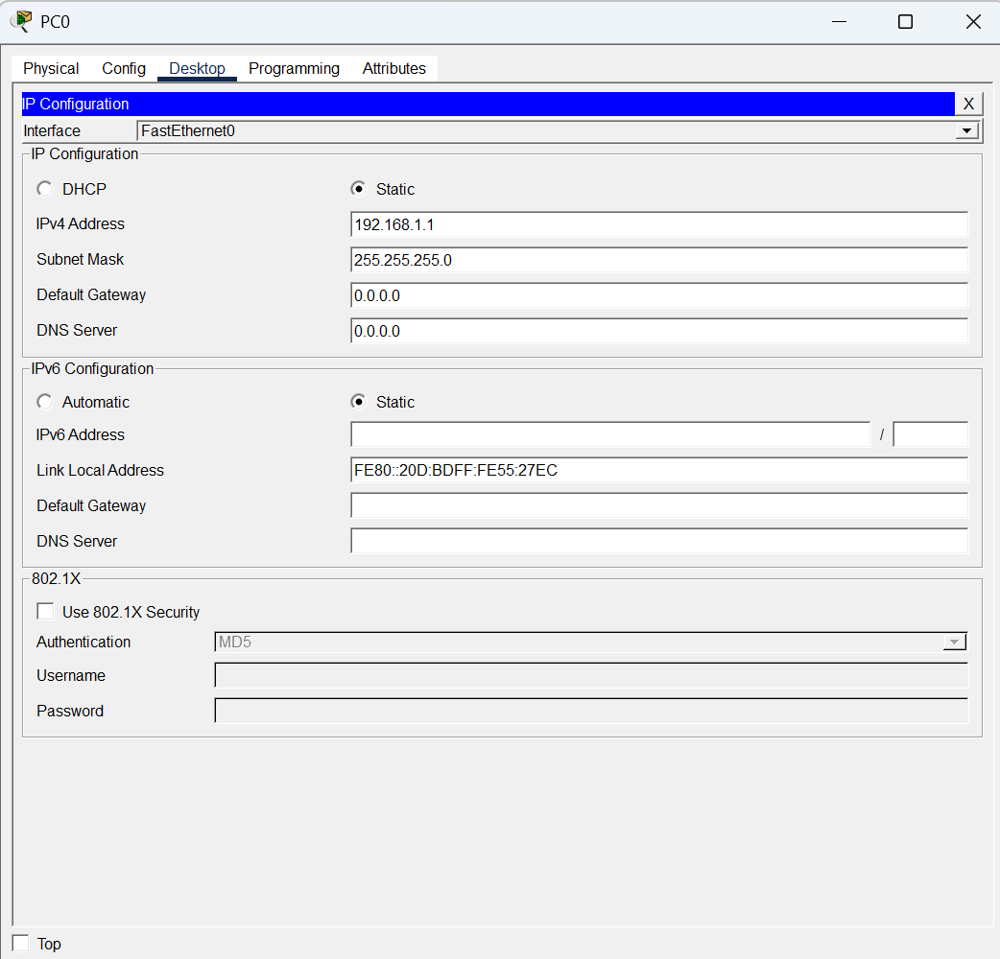 PC0
Physical Config Desktop Programming Attributes
IP Configuration X
Interface FastEthernet0
IP Configuration
DHCP Static
IPv4 Address 192.168.1.1
Subnet Mask 255.255.255.0
Default Gateway 0.0.0.0
DNS Server 0.0.0.0
IPv6 Configuration
Automatic Static
IPv6 Address /
Link Local Address FE80::20D:BDFF:FE55:27EC
Default Gateway
DNS Server
802.1X
Use 802.1X Security
Authentication MD5
Username
Password
Top